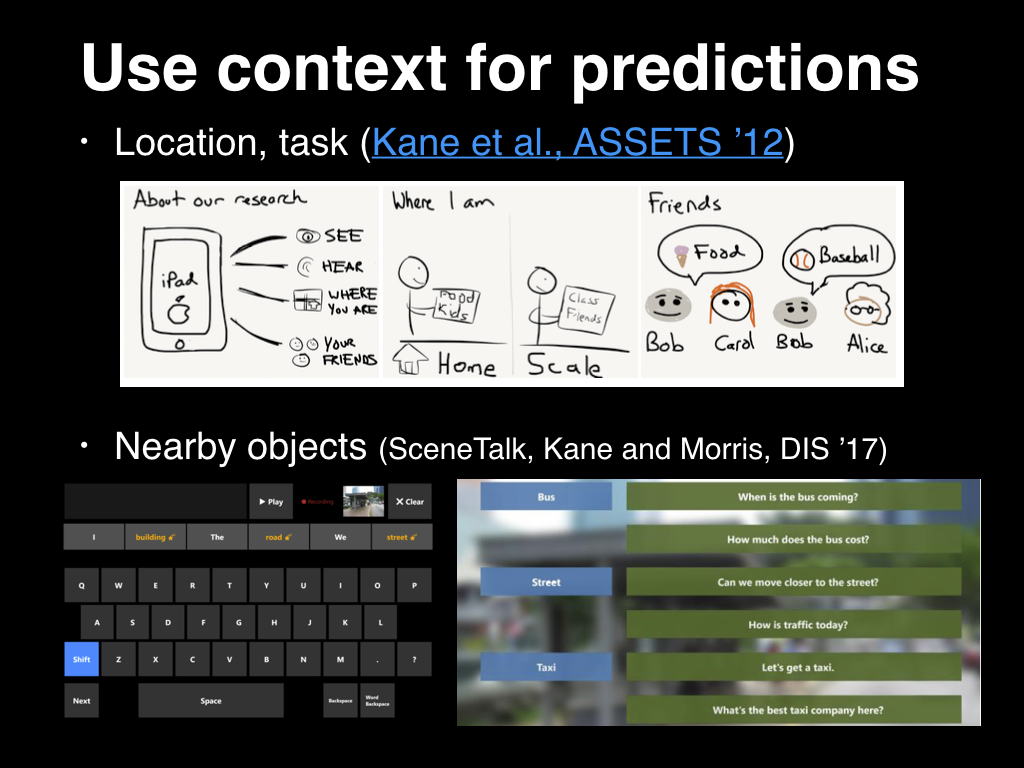 Use context for predictions
• Location, task (Kane et al., ASSETS ’12)
About our research
iPad
SEE
HEAR
WHERE
YOU ARE
YOUR
FRIENDS
Where I am
Food
Kids
Home
Class
Friends
Scale
Friends
Food
Baseball
Bob
Carol
Bob
Alice
• Nearby objects (SceneTalk, Kane and Morris, DIS ’17)
Play
Recording
Clear
I
building
The
road
We
street
Q W E R T Y U I O P
A S D F G H J K L
Shift Z X C V B N M . ?
Next
Space
Backspace
Word
Backspace
Bus
When is the bus coming?
How much does the bus cost?
Street
Can we move closer to the street?
How is traffic today?
Taxi
Let's get a taxi.
What's the best taxi company here?